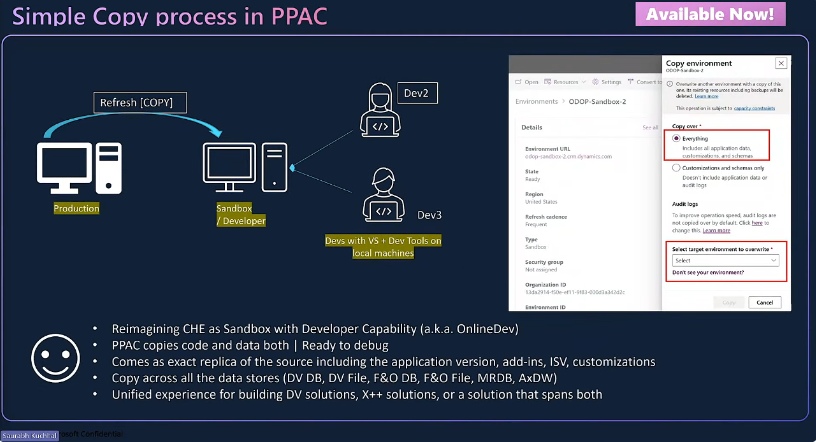 Simple Copy process in PPAC
Available Now!
Refresh [COPY]
Dev2
Production
Sandbox
/ Developer
Dev3
Devs with VS + Dev Tools on
local machines
Open
Resources
Settings
Convert to
Environments > ODOP-Sandbox-2
Details
See all
Environment URL
odop-sandbox-2.crm.dynamics.com
State
Ready
Region
United States
Refresh cadence
Frequent
Type
Sandbox
Security group
Not assigned
Organization ID
Environment ID
Copy environment
ODOP-Sandbox-2
Overwrite another environment with a copy of this
one. Its existing resources including backups will be
deleted. Learn more
This operation is subject to capacity constraints
Copy over *
Everything
Includes all application data,
customizations, and schemas
Customizations and schemas only
Doesn't include application data or
audit logs
Audit logs
To improve operation speed, audit logs are
not copied over by default. Click here to
change this. Learn more
Select target environment to overwrite *
Select
Don't see your environment?
Copy
Cancel
• Reimagining CHE as Sandbox with Developer Capability (a.k.a. OnlineDev)
• PPAC copies code and data both | Ready to debug
• Comes as exact replica of the source including the application version, add-ins, ISV, customizations
• Copy across all the data stores (DV DB, DV File, F&O DB, F&O File, MRDB, AxDW)
• Unified experience for building DV solutions, X++ solutions, or a solution that spans both
Saurabh Kuchhal
Confidential